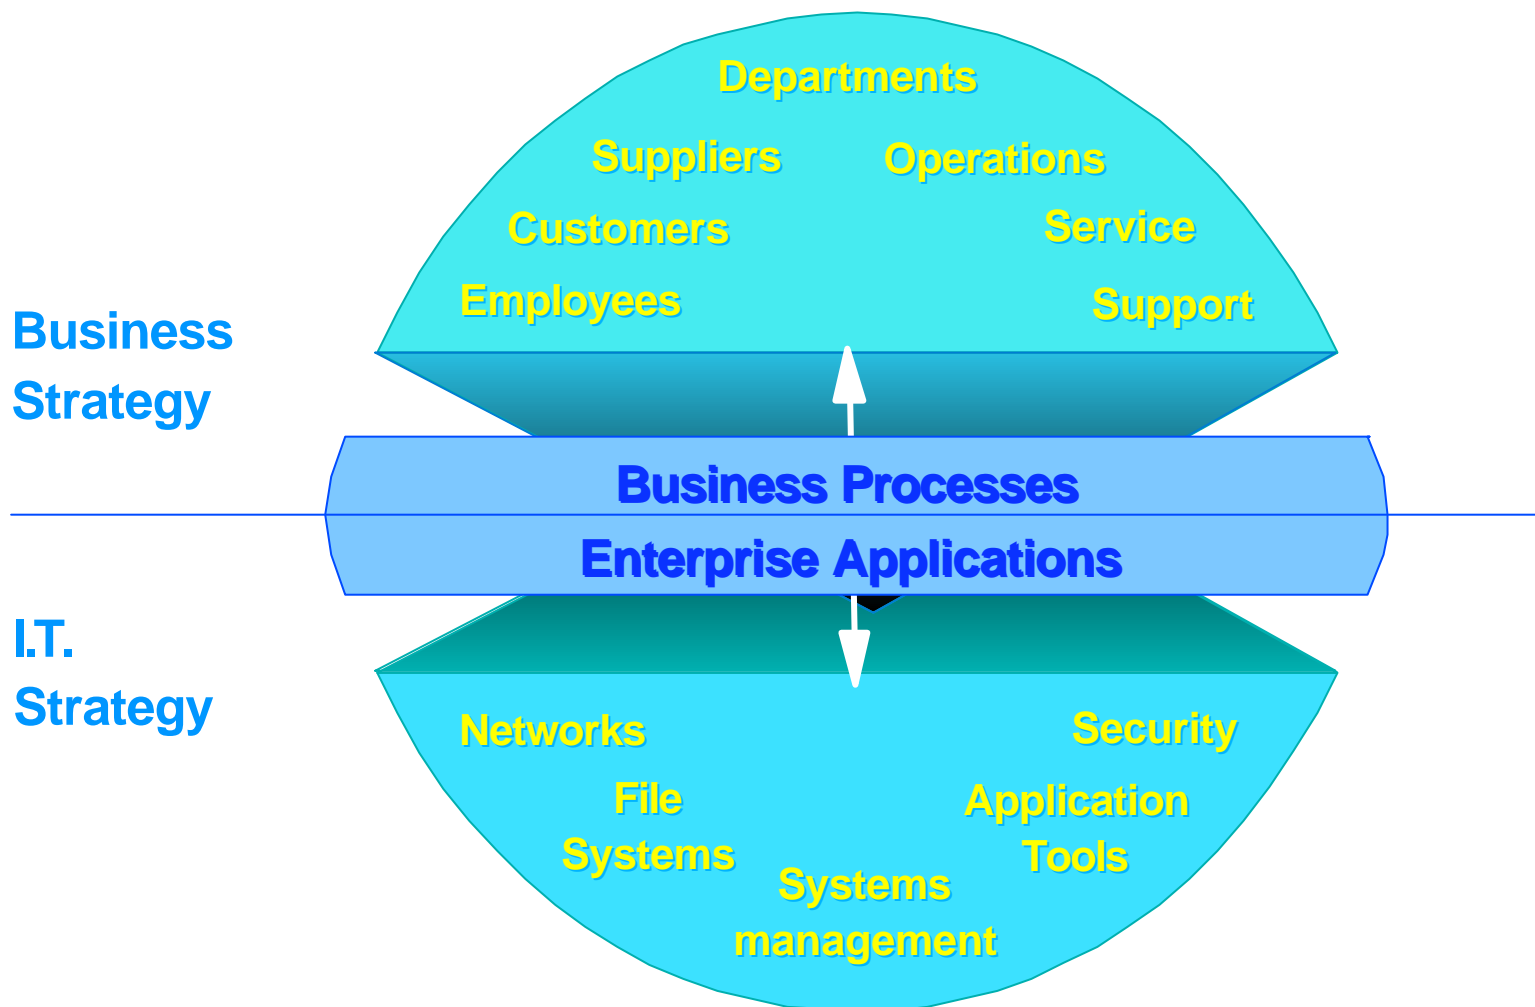 Departments
Suppliers Operations
Customers Service
Employees Support
Business
Strategy
Business Processes
Enterprise Applications
I.T.
Strategy
Networks Security
File Application
Systems Tools
Systems
management